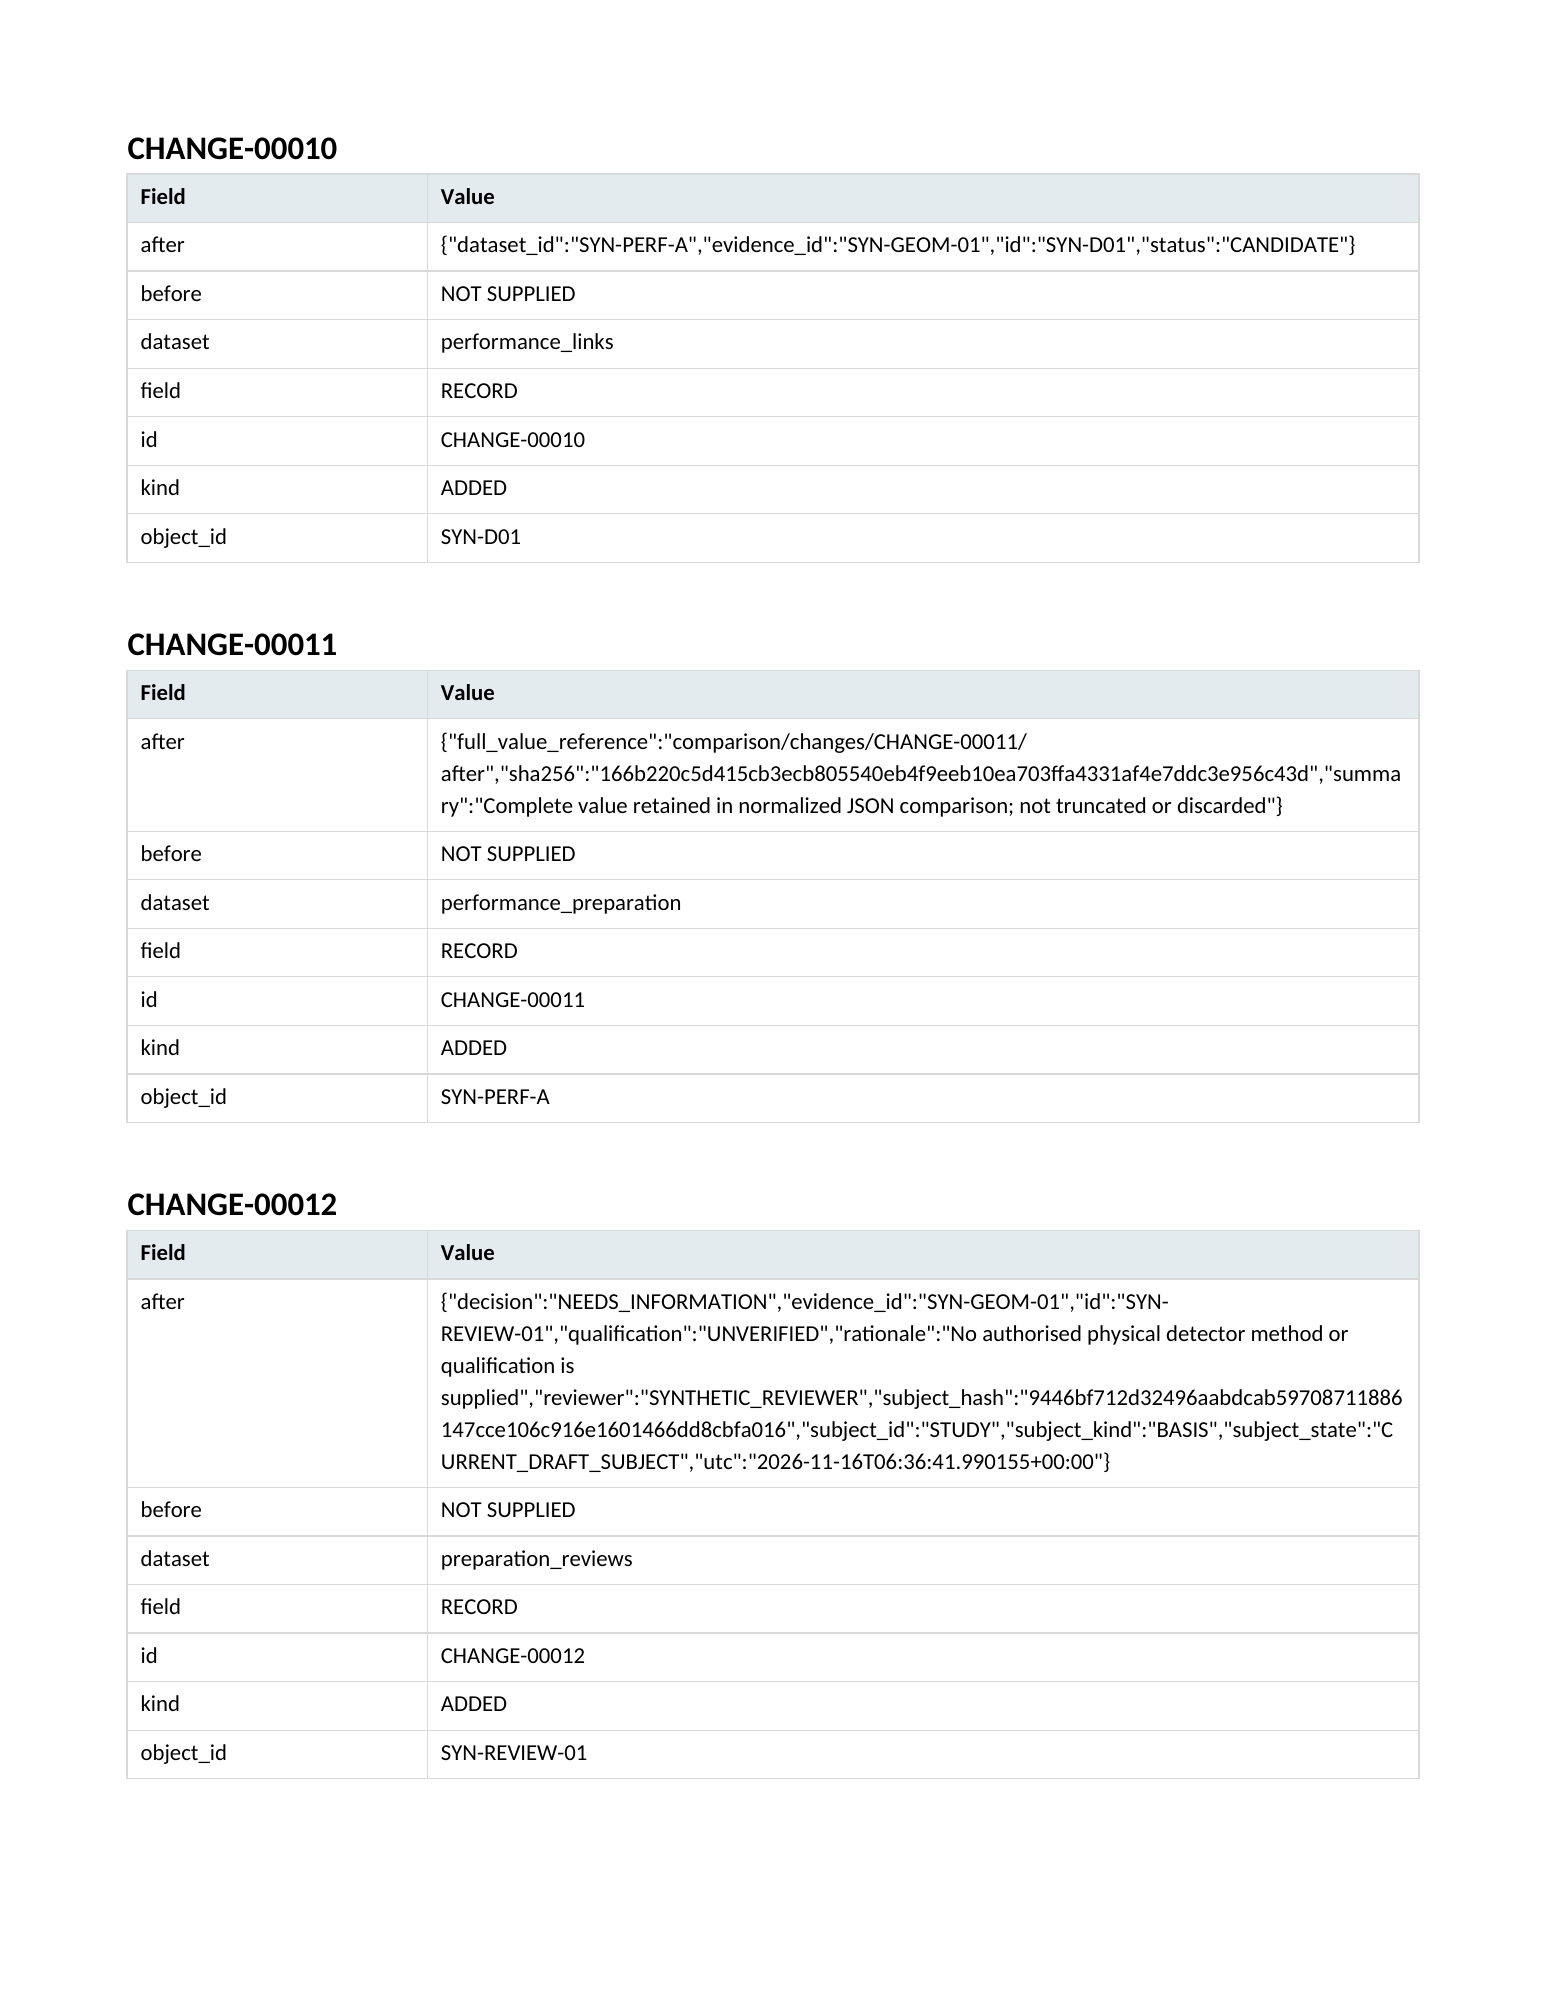 CHANGE-00010
Field Value
after {"dataset_id":"SYN-PERF-A","evidence_id":"SYN-GEOM-01","id":"SYN-D01","status":"CANDIDATE"}
before NOT SUPPLIED
dataset performance_links
field RECORD
id CHANGE-00010
kind ADDED
object_id SYN-D01
CHANGE-00011
Field Value
after {"full_value_reference":"comparison/changes/CHANGE-00011/
after","sha256":"166b220c5d415cb3ecb805540eb4f9eeb10ea703ffa4331af4e7ddc3e956c43d","summa
ry":"Complete value retained in normalized JSON comparison; not truncated or discarded"}
before NOT SUPPLIED
dataset performance_preparation
field RECORD
id CHANGE-00011
kind ADDED
object_id SYN-PERF-A
CHANGE-00012
Field Value
after {"decision":"NEEDS_INFORMATION","evidence_id":"SYN-GEOM-01","id":"SYN-
REVIEW-01","qualification":"UNVERIFIED","rationale":"No authorised physical detector method or
qualification is
supplied","reviewer":"SYNTHETIC_REVIEWER","subject_hash":"9446bf712d32496aabdcab59708711886
147cce106c916e1601466dd8cbfa016","subject_id":"STUDY","subject_kind":"BASIS","subject_state":"C
URRENT_DRAFT_SUBJECT","utc":"2026-11-16T06:36:41.990155+00:00"}
before NOT SUPPLIED
dataset preparation_reviews
field RECORD
id CHANGE-00012
kind ADDED
object_id SYN-REVIEW-01